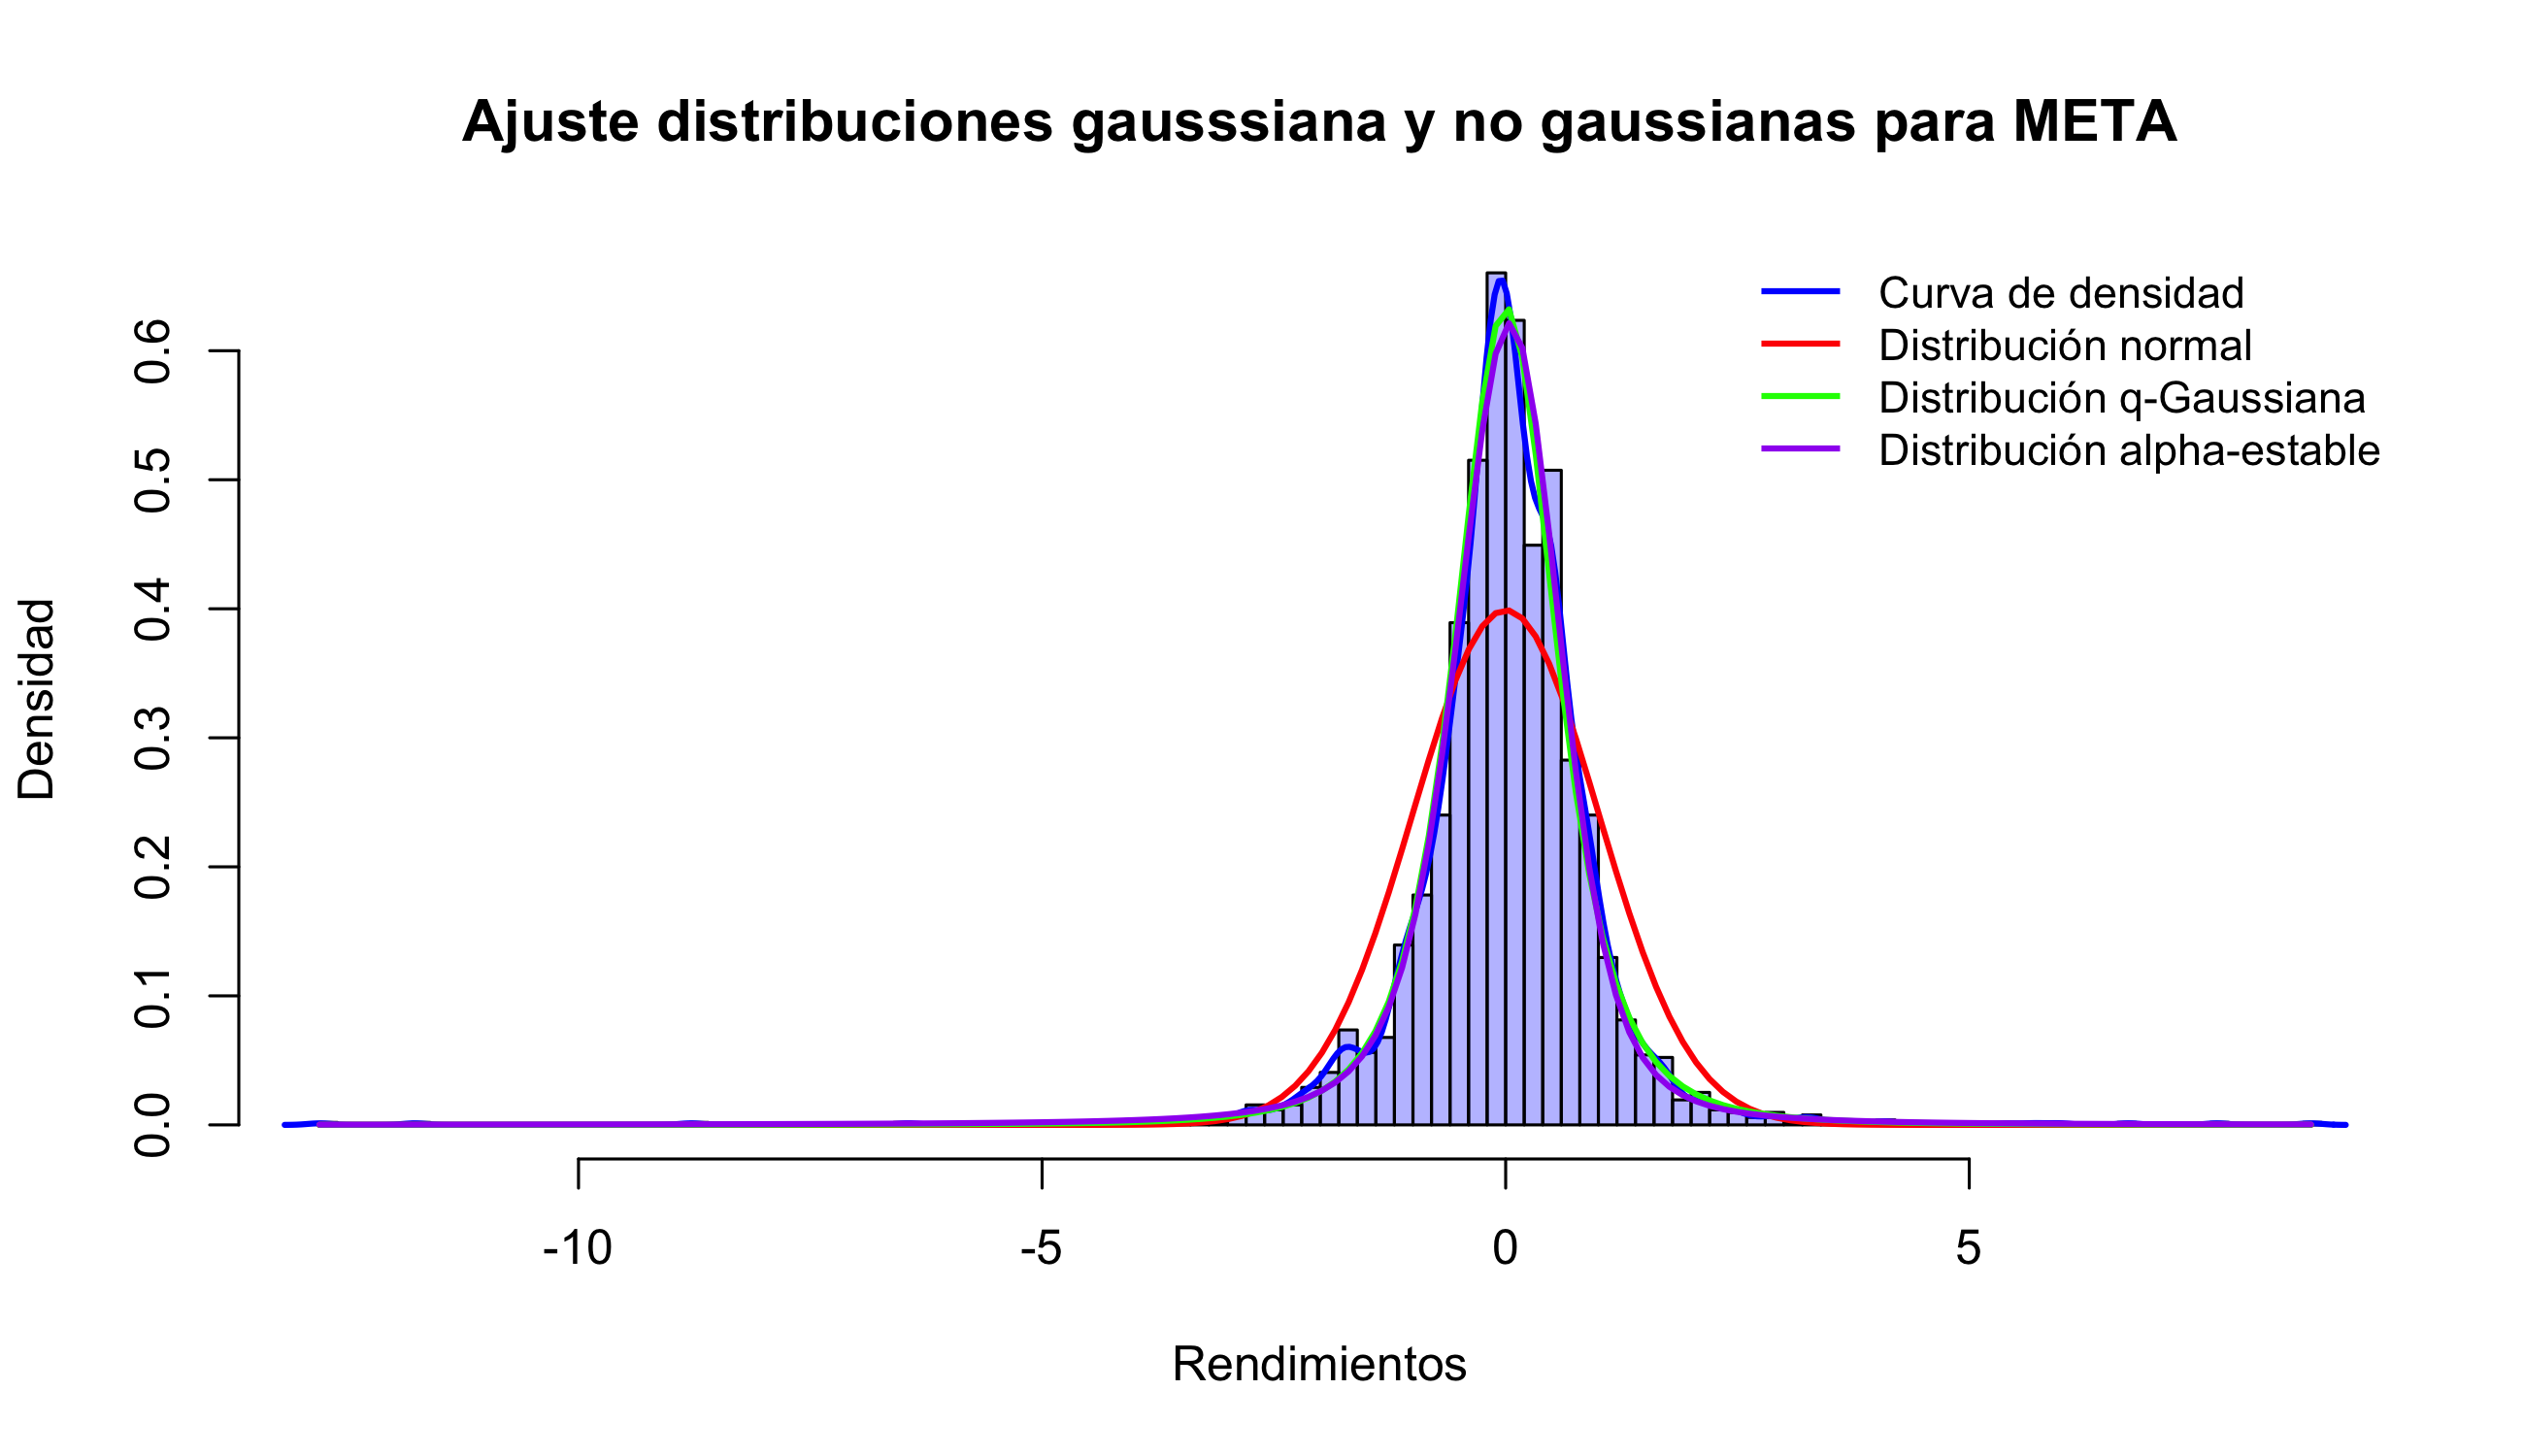 Ajuste distribuciones gausssiana y no gaussianas para META
Curva de densidad
Distribución normal
Distribución q-Gaussiana
Distribución alpha-estable
Densidad
0.6
0.5
0.4
0.3
0.2
0.1
0.0
-10
-5
0
5
Rendimientos